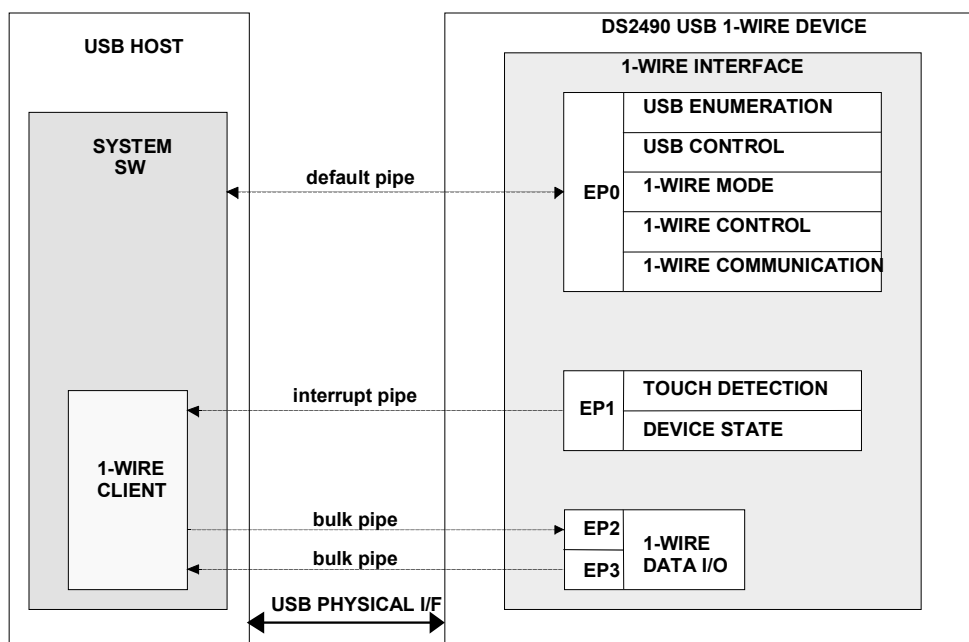 USB HOST
SYSTEM
SW
1-WIRE
CLIENT
default pipe
interrupt pipe
bulk pipe
bulk pipe
USB PHYSICAL I/F
DS2490 USB 1-WIRE DEVICE
1-WIRE INTERFACE
EP0
USB ENUMERATION
USB CONTROL
1-WIRE MODE
1-WIRE CONTROL
1-WIRE COMMUNICATION
EP1
TOUCH DETECTION
DEVICE STATE
EP2
EP3
1-WIRE
DATA I/O